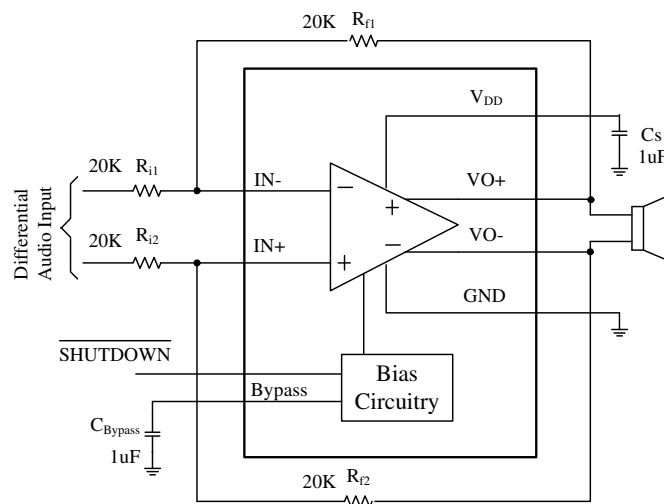 20K R_f1
V_DD
Cs
1uF
20K R_i1
IN-
−
VO+
+
Differential
Audio Input
20K R_i2
IN+
+
−
VO-
GND
SHUTDOWN
Bypass
Bias
Circuitry
C_Bypass
1uF
20K R_f2